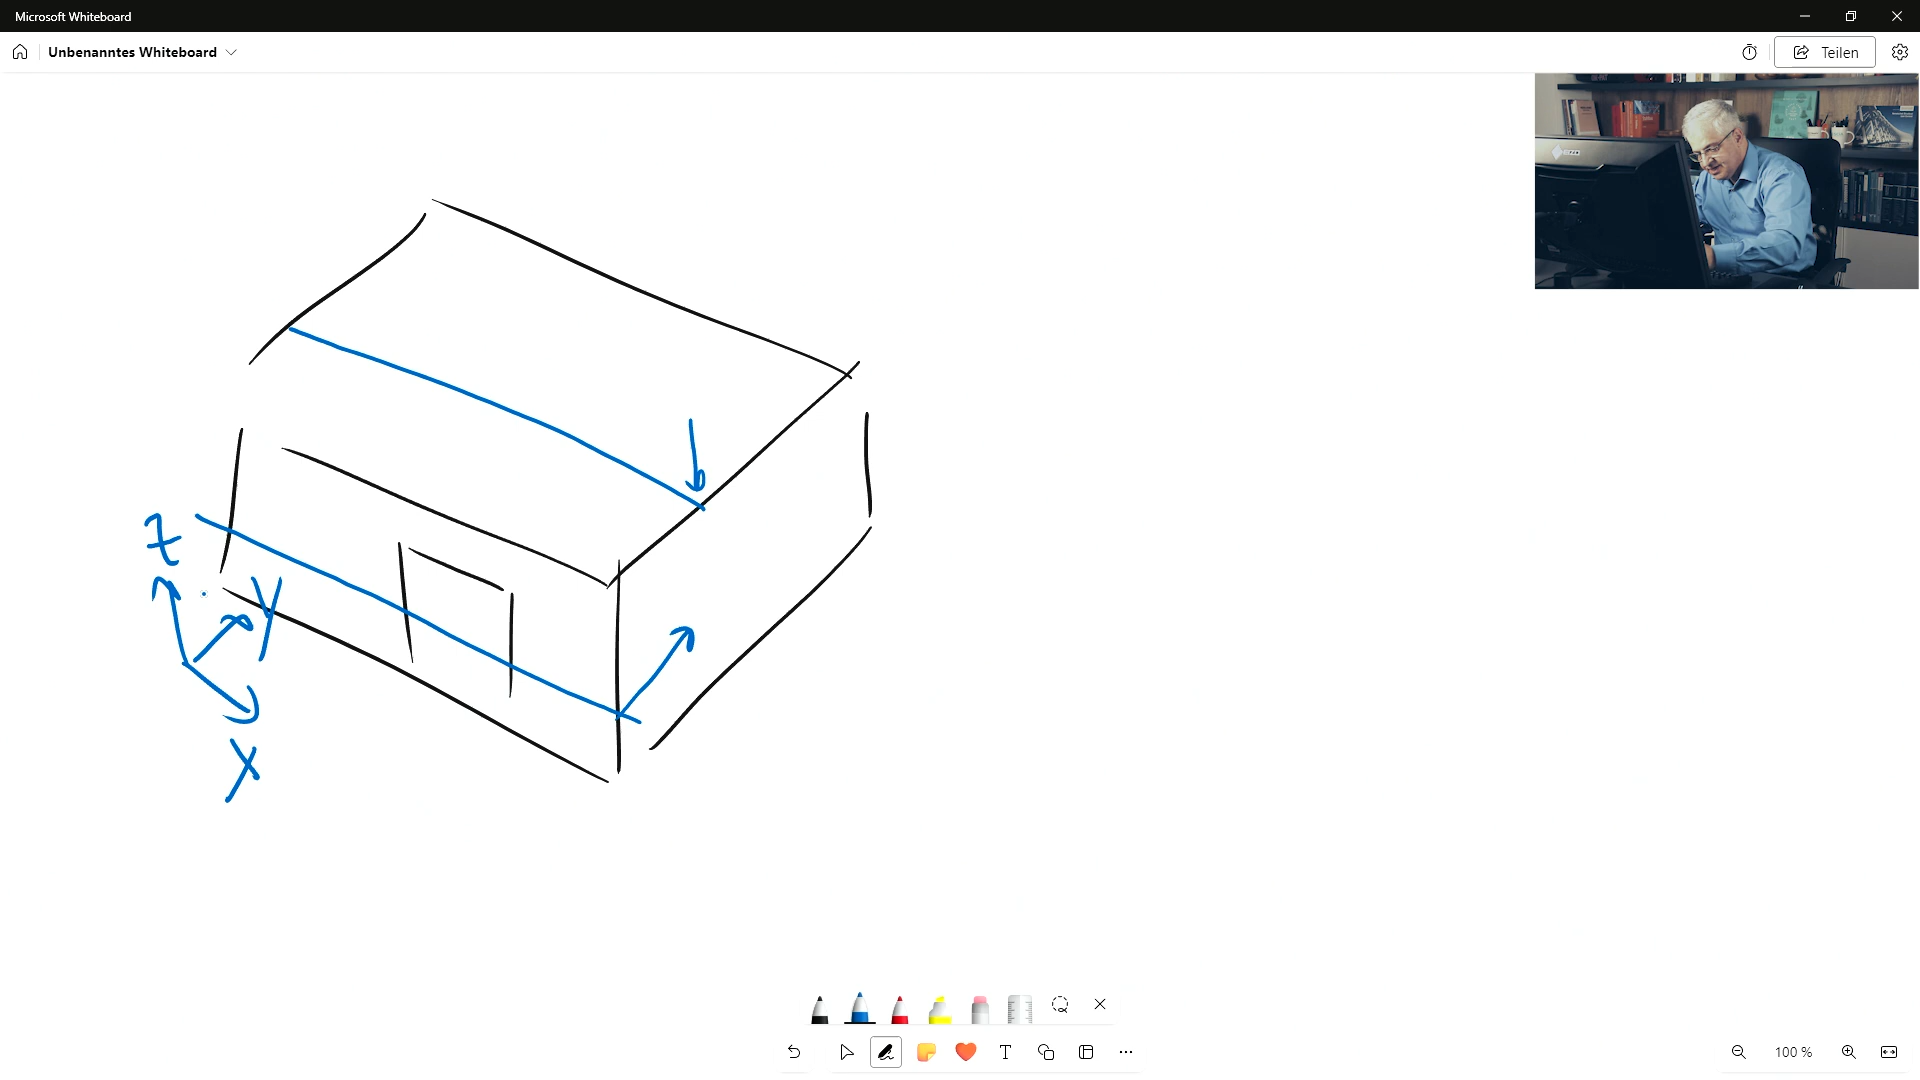 Microsoft Whiteboard
Unbenanntes Whiteboard
Teilen
z
y
x
100 %